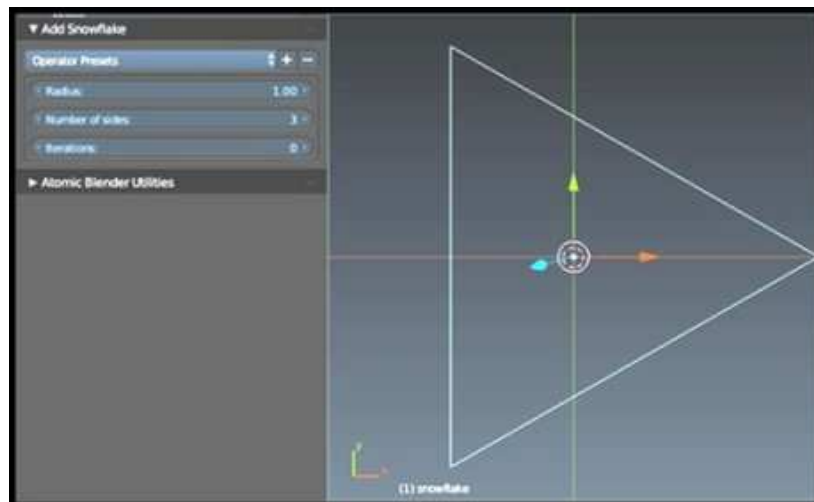 ▼ Add Snowflake
Operator Presets
Radius: 1.00
Number of sides: 3
Iterations: 0
▶ Atomic Blender Utilities
y
x
(1) snowflake